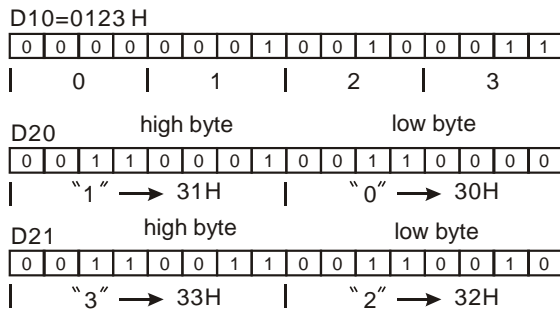 D10=0123 H
0 0 0 0 0 0 0 1 0 0 1 0 0 0 1 1
0 1 2 3
high byte low byte
D20
0 0 1 1 0 0 0 1 0 0 1 1 0 0 0 0
〝1〞 → 31H 〝0〞 → 30H
high byte low byte
D21
0 0 1 1 0 0 1 1 0 0 1 1 0 0 1 0
〝3〞 → 33H 〝2〞 → 32H